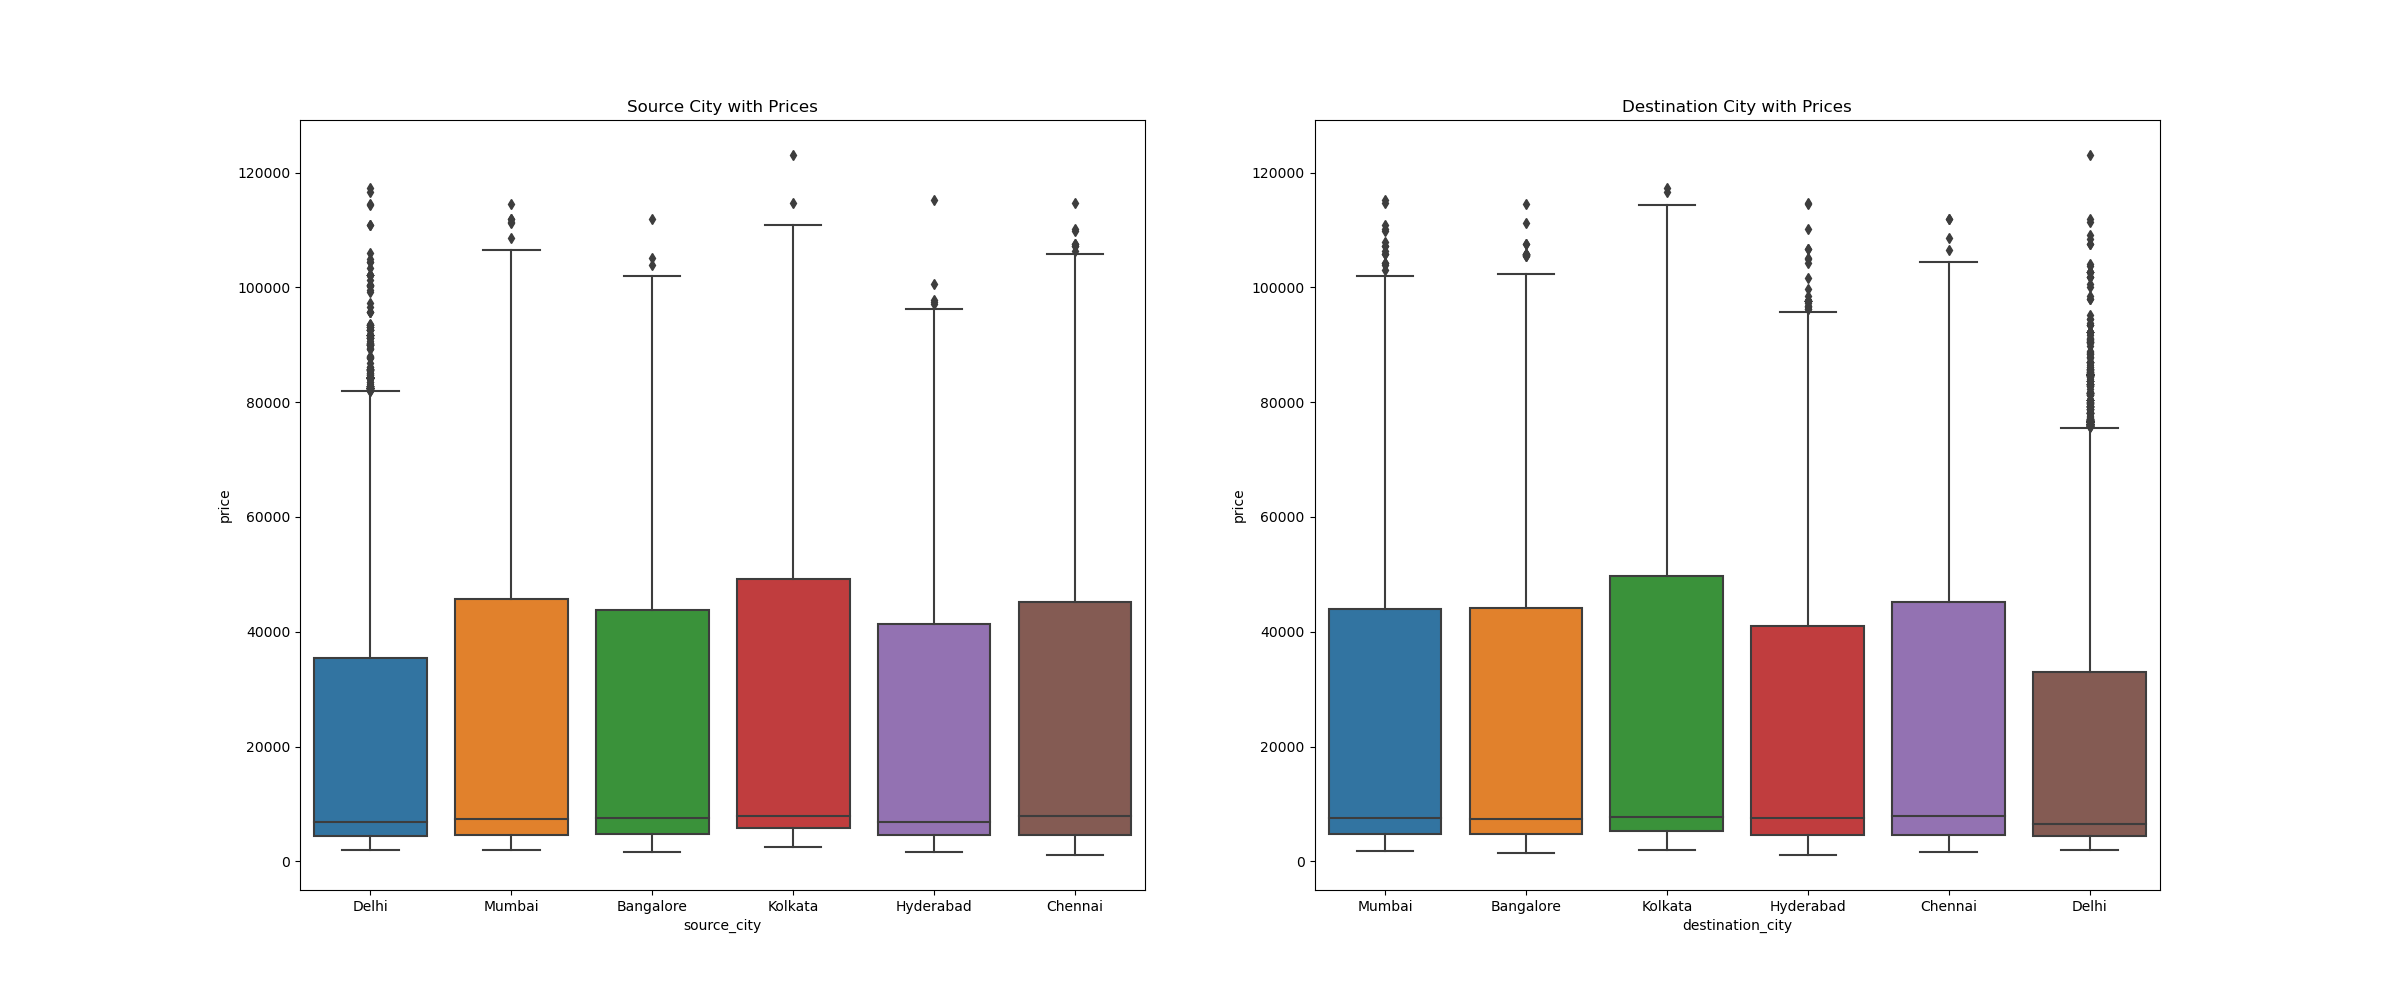 Source City with Prices
120000
100000
80000
60000
40000
20000
0
price
Delhi Mumbai Bangalore Kolkata Hyderabad Chennai
source_city
Destination City with Prices
120000
100000
80000
60000
40000
20000
0
price
Mumbai Bangalore Kolkata Hyderabad Chennai Delhi
destination_city